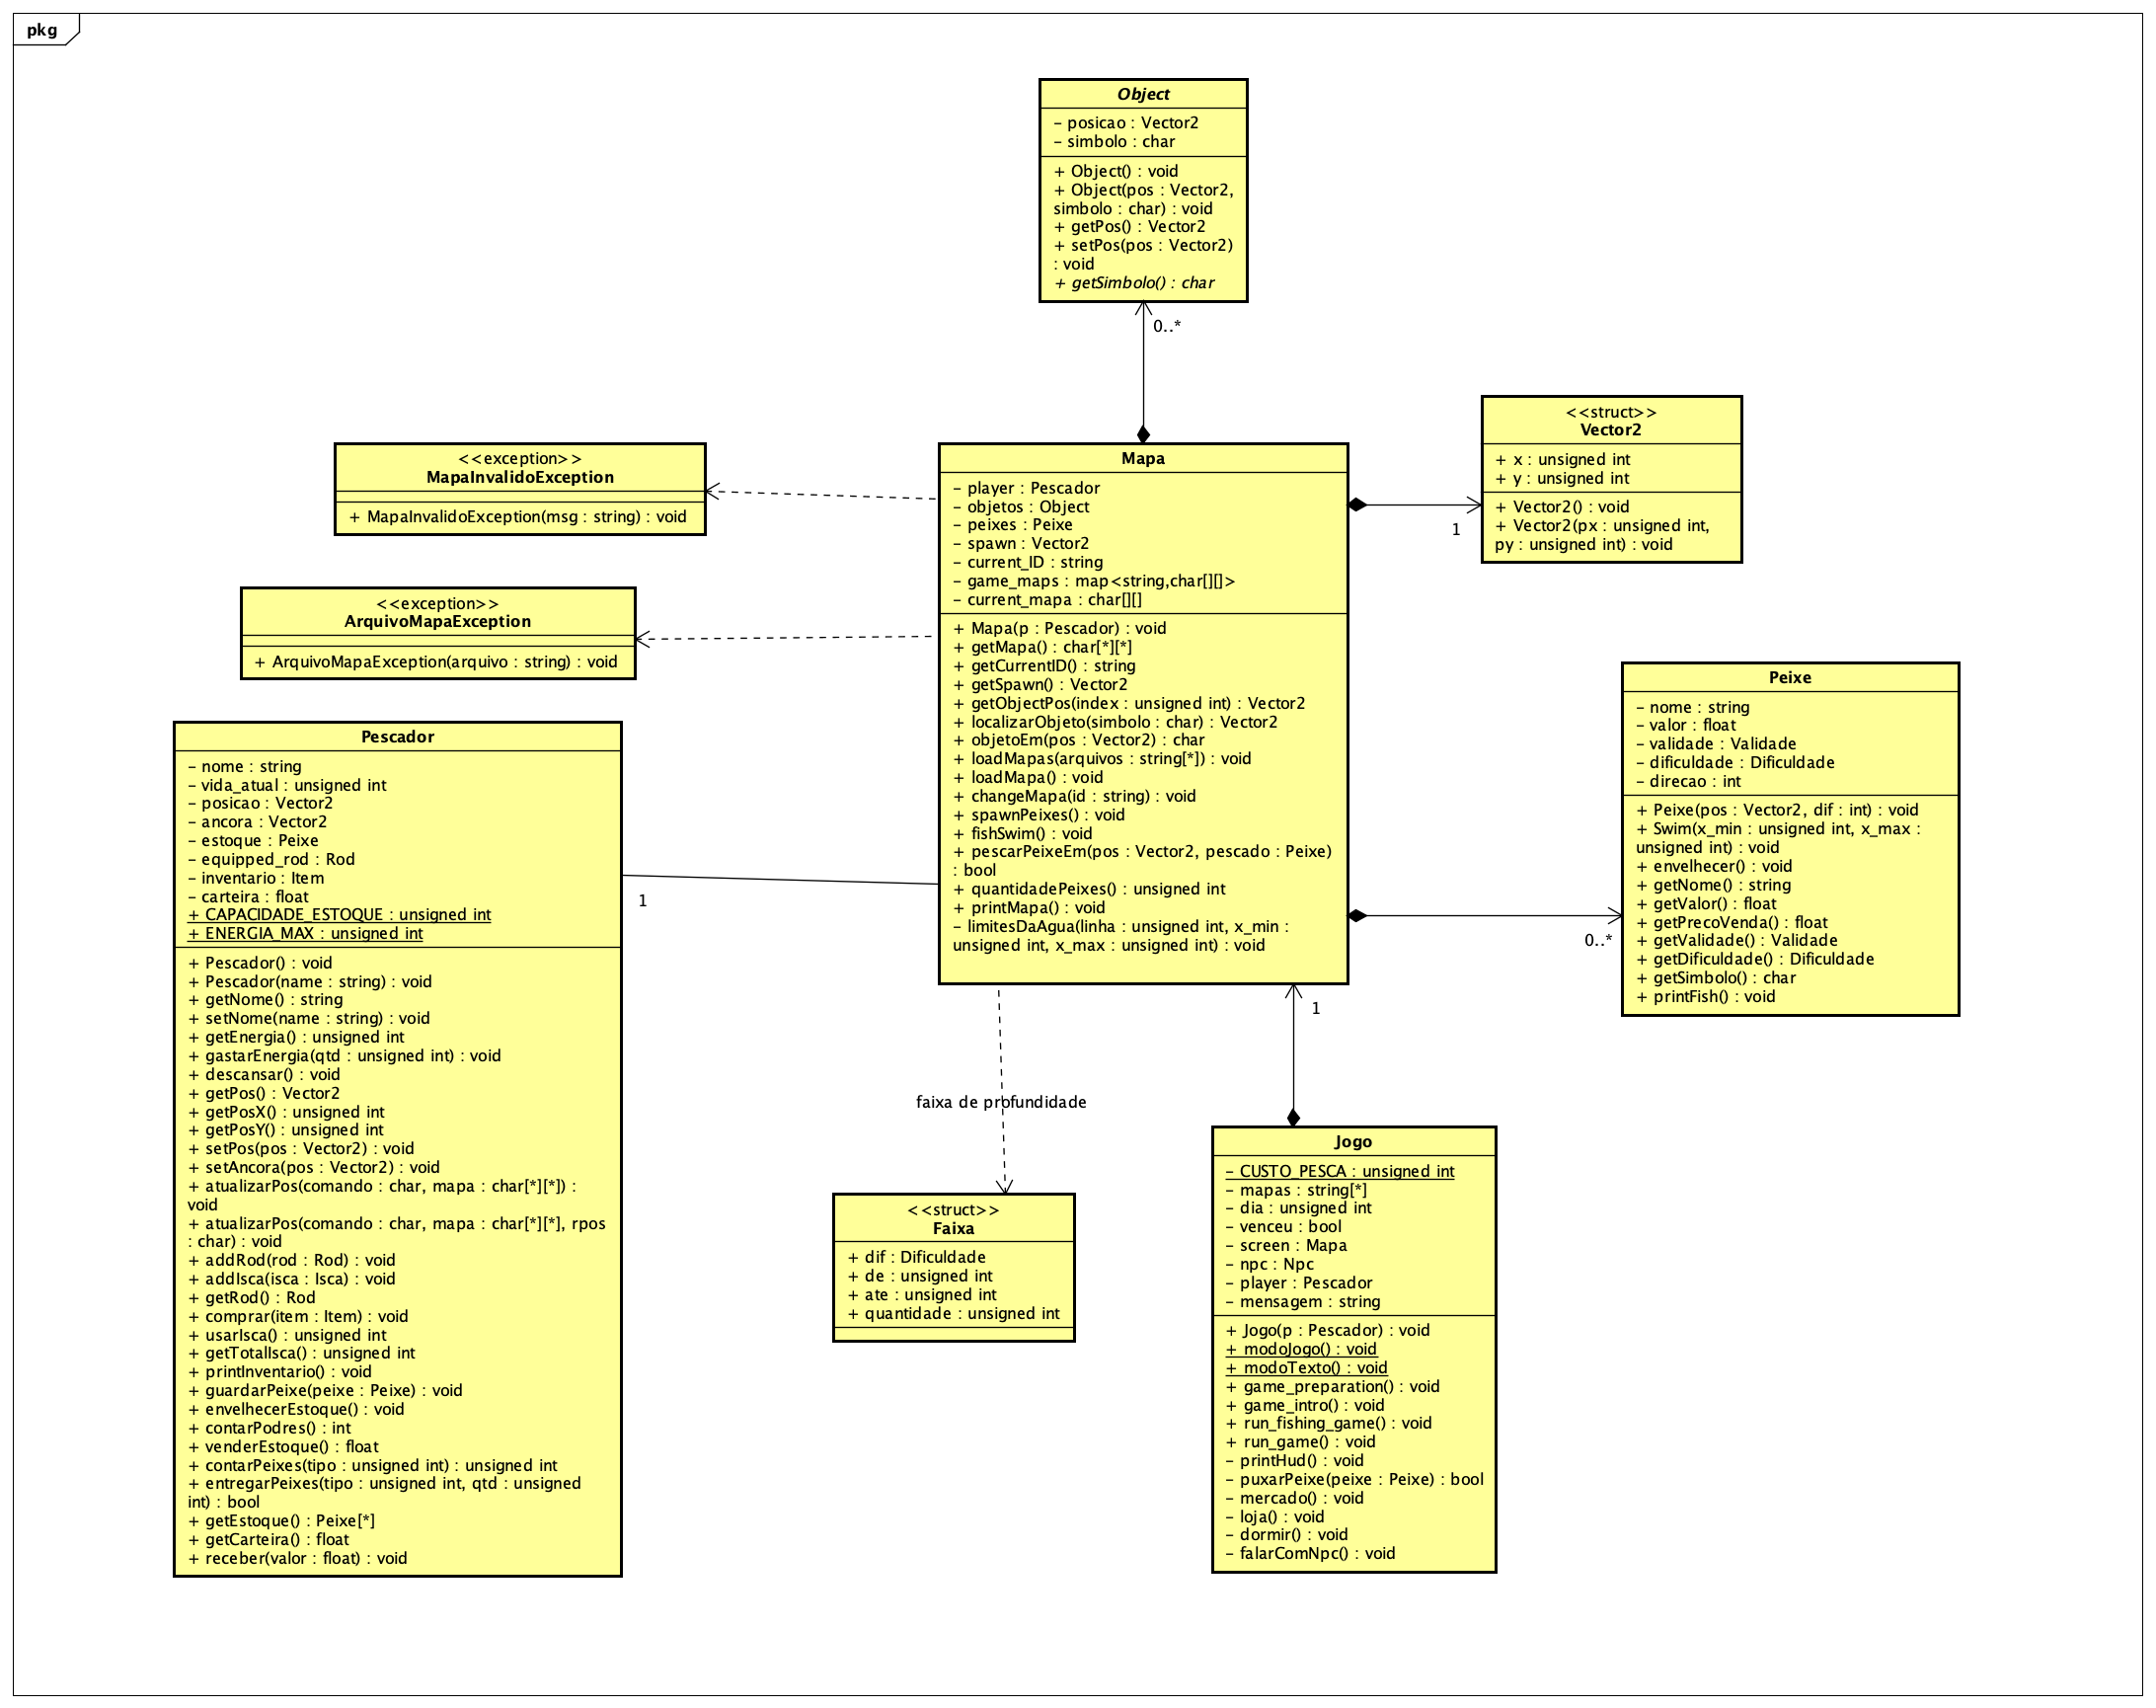 pkg
Object
– posicao : Vector2
– simbolo : char
+ Object() : void
+ Object(pos : Vector2,
simbolo : char) : void
+ getPos() : Vector2
+ setPos(pos : Vector2)
: void
+ getSimbolo() : char
0..*
<<struct>>
Vector2
+ x : unsigned int
+ y : unsigned int
+ Vector2() : void
+ Vector2(px : unsigned int,
py : unsigned int) : void
1
<<exception>>
MapaInvalidoException
+ MapaInvalidoException(msg : string) : void
<<exception>>
ArquivoMapaException
+ ArquivoMapaException(arquivo : string) : void
Mapa
– player : Pescador
– objetos : Object
– peixes : Peixe
– spawn : Vector2
– current_ID : string
– game_maps : map<string,char[][]>
– current_mapa : char[][]
+ Mapa(p : Pescador) : void
+ getMapa() : char[*][*]
+ getCurrentID() : string
+ getSpawn() : Vector2
+ getObjectPos(index : unsigned int) : Vector2
+ localizarObjeto(simbolo : char) : Vector2
+ objetoEm(pos : Vector2) : char
+ loadMapas(arquivos : string[*]) : void
+ loadMapa() : void
+ changeMapa(id : string) : void
+ spawnPeixes() : void
+ fishSwim() : void
+ pescarPeixeEm(pos : Vector2, pescado : Peixe)
: bool
+ quantidadePeixes() : unsigned int
+ printMapa() : void
– limitesDaAgua(linha : unsigned int, x_min :
unsigned int, x_max : unsigned int) : void
Peixe
– nome : string
– valor : float
– validade : Validade
– dificuldade : Dificuldade
– direcao : int
+ Peixe(pos : Vector2, dif : int) : void
+ Swim(x_min : unsigned int, x_max :
unsigned int) : void
+ envelhecer() : void
+ getNome() : string
+ getValor() : float
+ getPrecoVenda() : float
+ getValidade() : Validade
+ getDificuldade() : Dificuldade
+ getSimbolo() : char
+ printFish() : void
0..*
Pescador
– nome : string
– vida_atual : unsigned int
– posicao : Vector2
– ancora : Vector2
– estoque : Peixe
– equipped_rod : Rod
– inventario : Item
– carteira : float
+ CAPACIDADE_ESTOQUE : unsigned int
+ ENERGIA_MAX : unsigned int
+ Pescador() : void
+ Pescador(name : string) : void
+ getNome() : string
+ setNome(name : string) : void
+ getEnergia() : unsigned int
+ gastarEnergia(qtd : unsigned int) : void
+ descansar() : void
+ getPos() : Vector2
+ getPosX() : unsigned int
+ getPosY() : unsigned int
+ setPos(pos : Vector2) : void
+ setAncora(pos : Vector2) : void
+ atualizarPos(comando : char, mapa : char[*][*]) :
void
+ atualizarPos(comando : char, mapa : char[*][*], rpos
: char) : void
+ addRod(rod : Rod) : void
+ addIsca(isca : Isca) : void
+ getRod() : Rod
+ comprar(item : Item) : void
+ usarIsca() : unsigned int
+ getTotalIsca() : unsigned int
+ printInventario() : void
+ guardarPeixe(peixe : Peixe) : void
+ envelhecerEstoque() : void
+ contarPodres() : int
+ venderEstoque() : float
+ contarPeixes(tipo : unsigned int) : unsigned int
+ entregarPeixes(tipo : unsigned int, qtd : unsigned
int) : bool
+ getEstoque() : Peixe[*]
+ getCarteira() : float
+ receber(valor : float) : void
1
1
faixa de profundidade
<<struct>>
Faixa
+ dif : Dificuldade
+ de : unsigned int
+ ate : unsigned int
+ quantidade : unsigned int
Jogo
– CUSTO_PESCA : unsigned int
– mapas : string[*]
– dia : unsigned int
– venceu : bool
– screen : Mapa
– npc : Npc
– player : Pescador
– mensagem : string
+ Jogo(p : Pescador) : void
+ modoJogo() : void
+ modoTexto() : void
+ game_preparation() : void
+ game_intro() : void
+ run_fishing_game() : void
+ run_game() : void
– printHud() : void
– puxarPeixe(peixe : Peixe) : bool
– mercado() : void
– loja() : void
– dormir() : void
– falarComNpc() : void